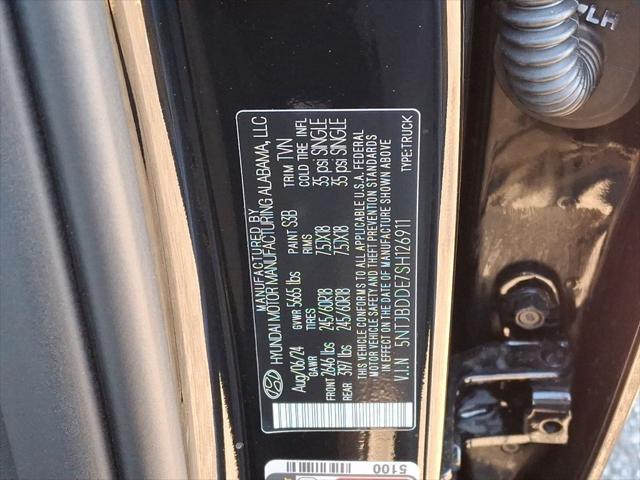 MANUFACTURED BY
HYUNDAI MOTOR MANUFACTURING ALABAMA, LLC
Aug/06/24 GVWR 5665 lbs PAINT S3B TRIM TVN
GAWR TIRES RIMS COLD TIRE INFL
FRONT 2646 lbs 245/60R18 7.5JX18 35 psi SINGLE
REAR 3197 lbs 245/60R18 7.5JX18 35 psi SINGLE
THIS VEHICLE CONFORMS TO ALL APPLICABLE U.S.A. FEDERAL
MOTOR VEHICLE SAFETY AND THEFT PREVENTION STANDARDS
IN EFFECT ON THE DATE OF MANUFACTURE SHOWN ABOVE
V.I.N 5NTJBDDE7SH126911 TYPE:TRUCK
5100
LH